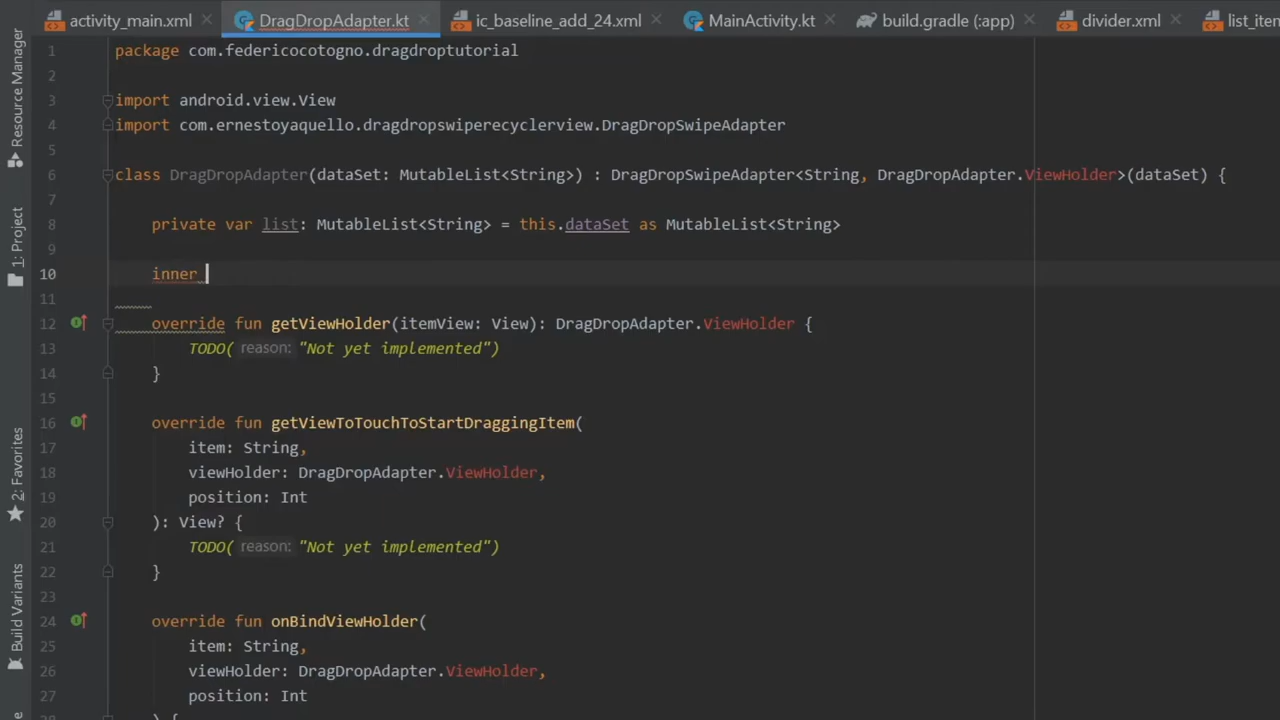 activity_main.xml DragDropAdapter.kt ic_baseline_add_24.xml MainActivity.kt build.gradle (:app) divider.xml list_iten
Resource Manager
1: Project
2: Favorites
Build Variants
1 package com.federicocotogno.dragdroptutorial
2
3 import android.view.View
4 import com.ernestoyaquello.dragdropswiperecyclerview.DragDropSwipeAdapter
5
6 class DragDropAdapter(dataSet: MutableList<String>) : DragDropSwipeAdapter<String, DragDropAdapter.ViewHolder>(dataSet) {
7
8 private var list: MutableList<String> = this.dataSet as MutableList<String>
9
10 inner
11
12 override fun getViewHolder(itemView: View): DragDropAdapter.ViewHolder {
13 TODO( reason: "Not yet implemented")
14 }
15
16 override fun getViewToTouchToStartDraggingItem(
17 item: String,
18 viewHolder: DragDropAdapter.ViewHolder,
19 position: Int
20 ): View? {
21 TODO( reason: "Not yet implemented")
22 }
23
24 override fun onBindViewHolder(
25 item: String,
26 viewHolder: DragDropAdapter.ViewHolder,
27 position: Int
28 ) {